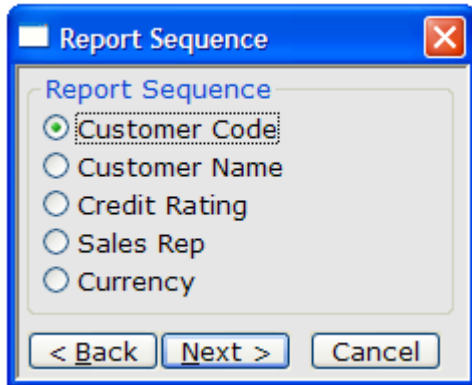 Report Sequence
Report Sequence
Customer Code
Customer Name
Credit Rating
Sales Rep
Currency
< Back Next > Cancel